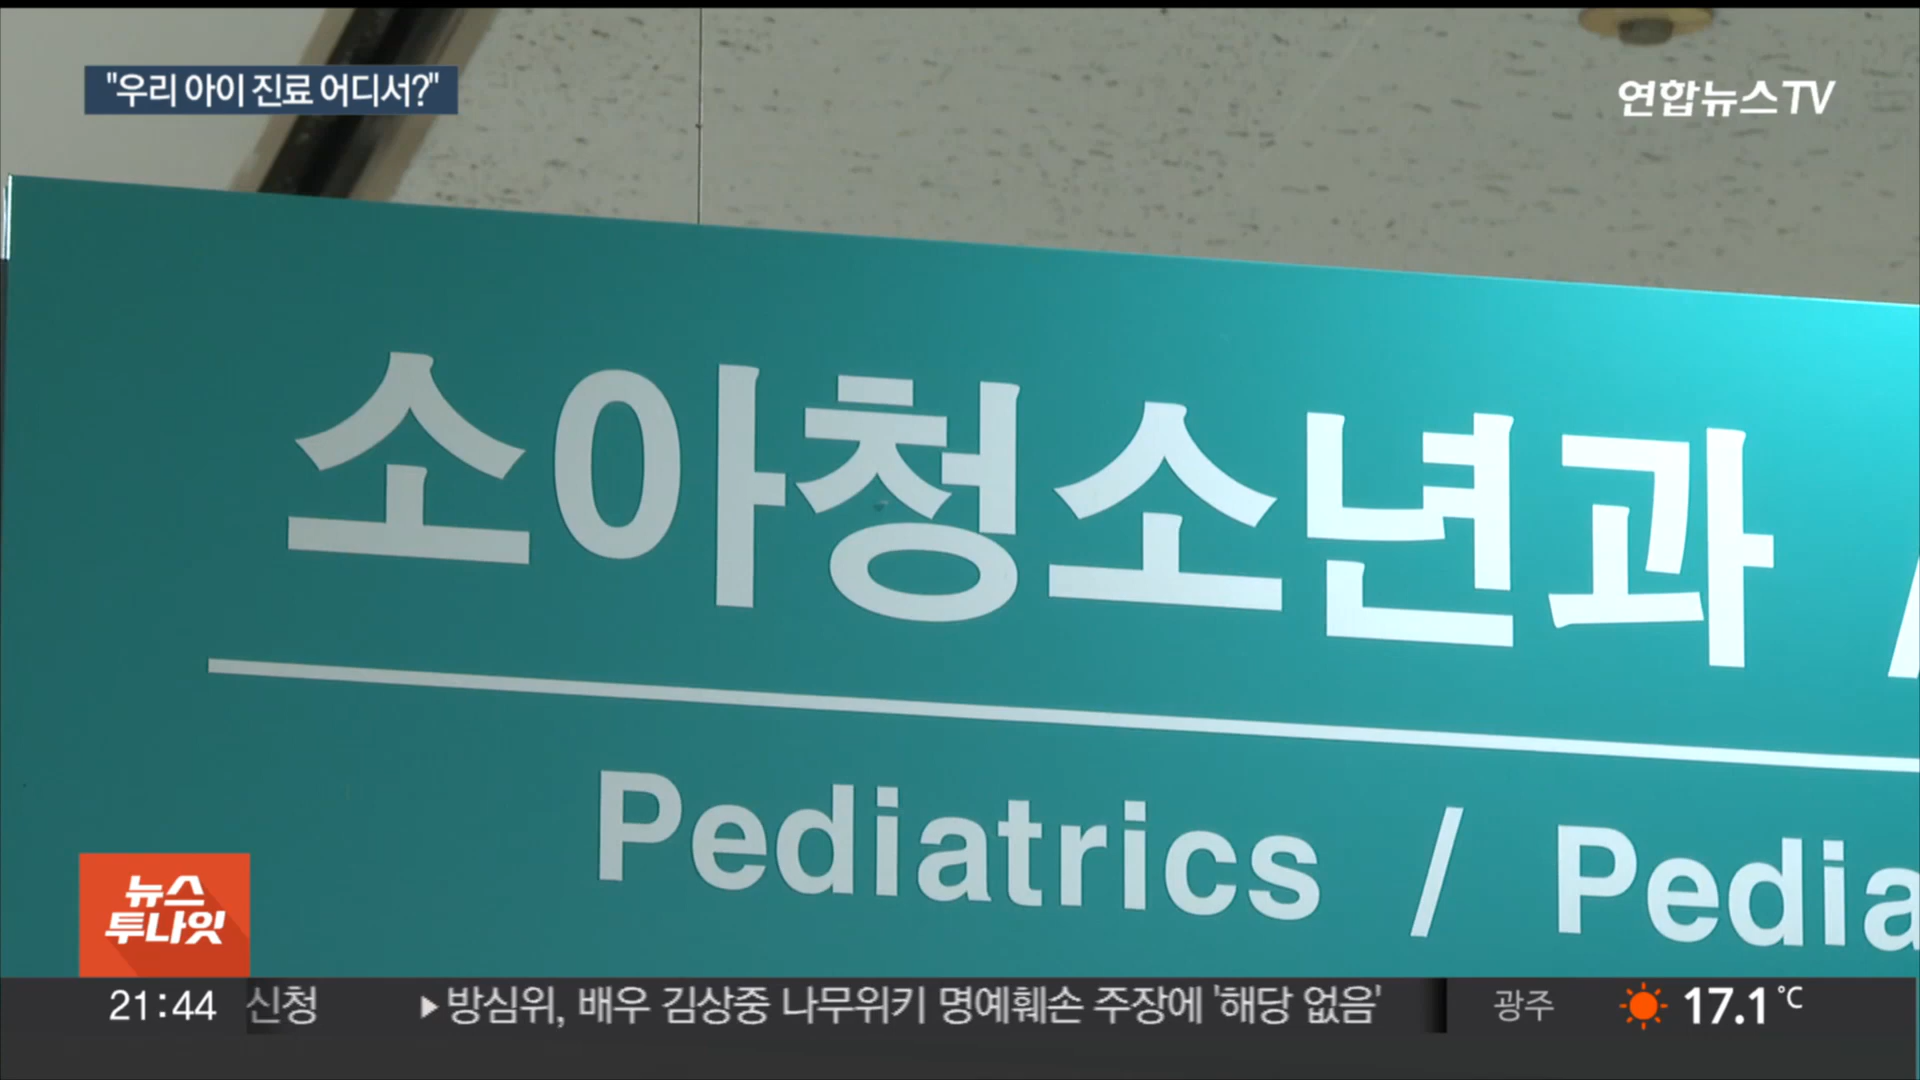 "우리 아이 진료 어디서?"
연합뉴스TV
소아청소년과 /
Pediatrics / Pedia
뉴스
투나잇
21:44 신청 ▶방심위, 배우 김상중 나무위키 명예훼손 주장에 '해당 없음' 광주 17.1℃